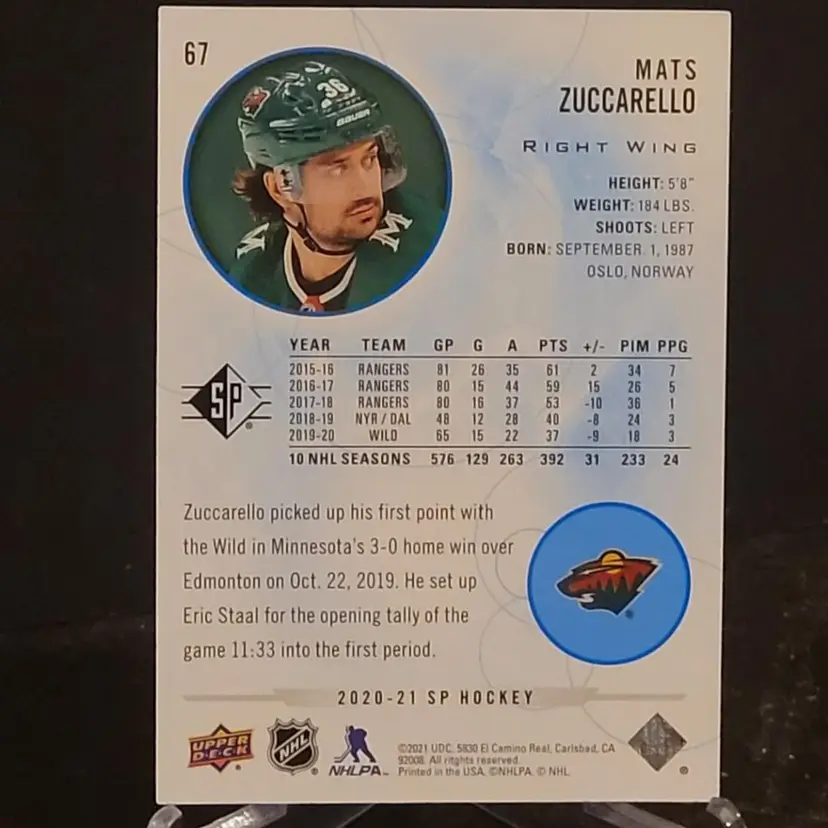 67
MATS
ZUCCARELLO
RIGHT WING
HEIGHT: 5'8"
WEIGHT: 184 LBS.
SHOOTS: LEFT
BORN: SEPTEMBER 1, 1987
OSLO, NORWAY
36
BAUER
M
SP
YEAR TEAM GP G A PTS +/- PIM PPG
2015-16 RANGERS 81 26 35 61 2 34 7
2016-17 RANGERS 80 15 44 59 15 26 5
2017-18 RANGERS 80 16 37 53 -10 36 1
2018-19 NYR / DAL 48 12 28 40 -8 24 3
2019-20 WILD 65 15 22 37 -9 18 3
10 NHL SEASONS 576 129 263 392 31 233 24
Zuccarello picked up his first point with
the Wild in Minnesota's 3-0 home win over
Edmonton on Oct. 22, 2019. He set up
Eric Staal for the opening tally of the
game 11:33 into the first period.
2020-21 SP HOCKEY
UPPER DECK
NHL
NHLPA
©2021 UDC. 5830 El Camino Real, Carlsbad, CA
92008. All ritghts reserved.
Printed in the USA. ©NHLPA. © NHL.